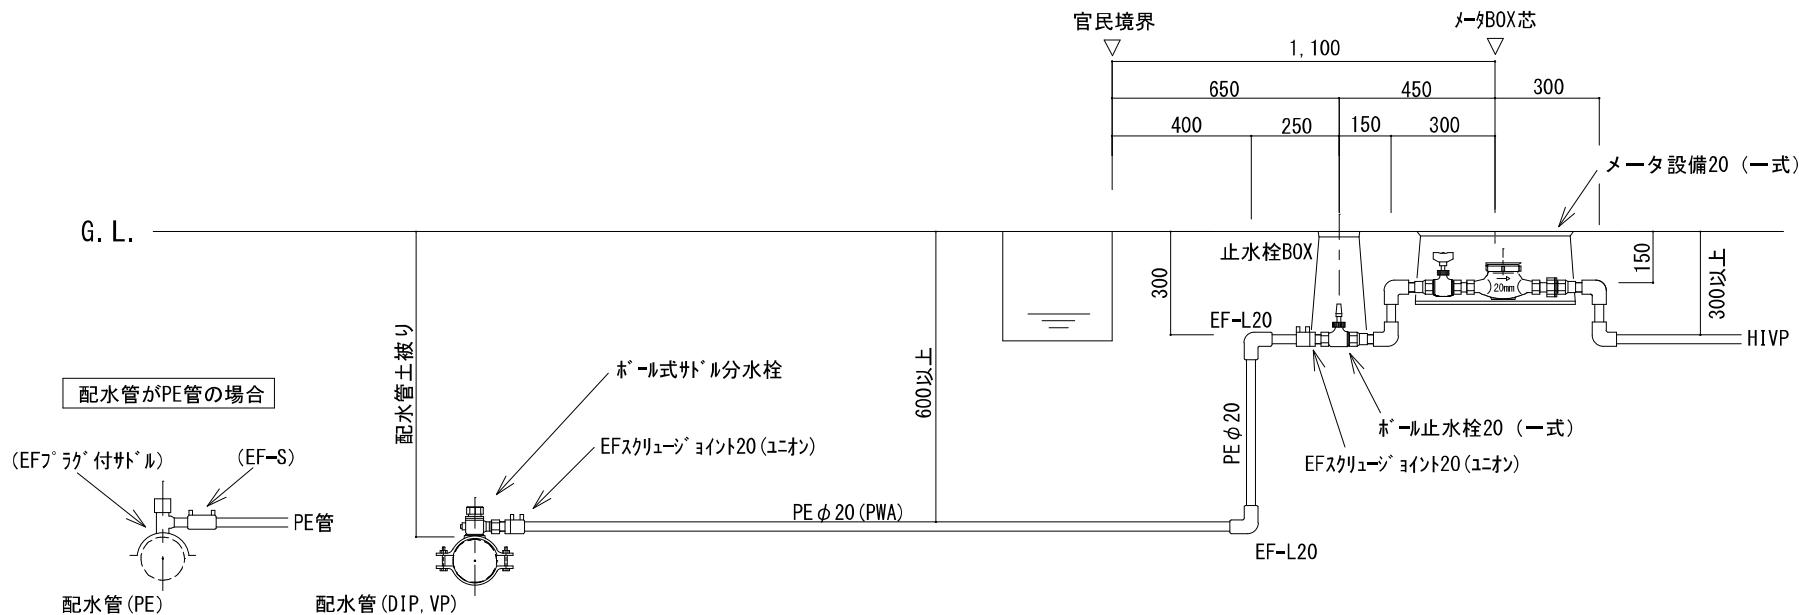 官民境界
メータBOX芯
1,100
650
450
300
400
250
150
300
メータ設備20 (一式)
G.L.
止水栓BOX
300
150
300以上
EF-L20
HIVP
配水管土被り
600以上
ボール式サドル分水栓
配水管がPE管の場合
PEφ20
ボール止水栓20 (一式)
EFスクリュージョイント20(ユニオン)
EFスクリュージョイント20(ユニオン)
(EFプラグ付サドル)
(EF-S)
20mm
PE管
PEφ20(PWA)
EF-L20
配水管(PE)
配水管(DIP,VP)